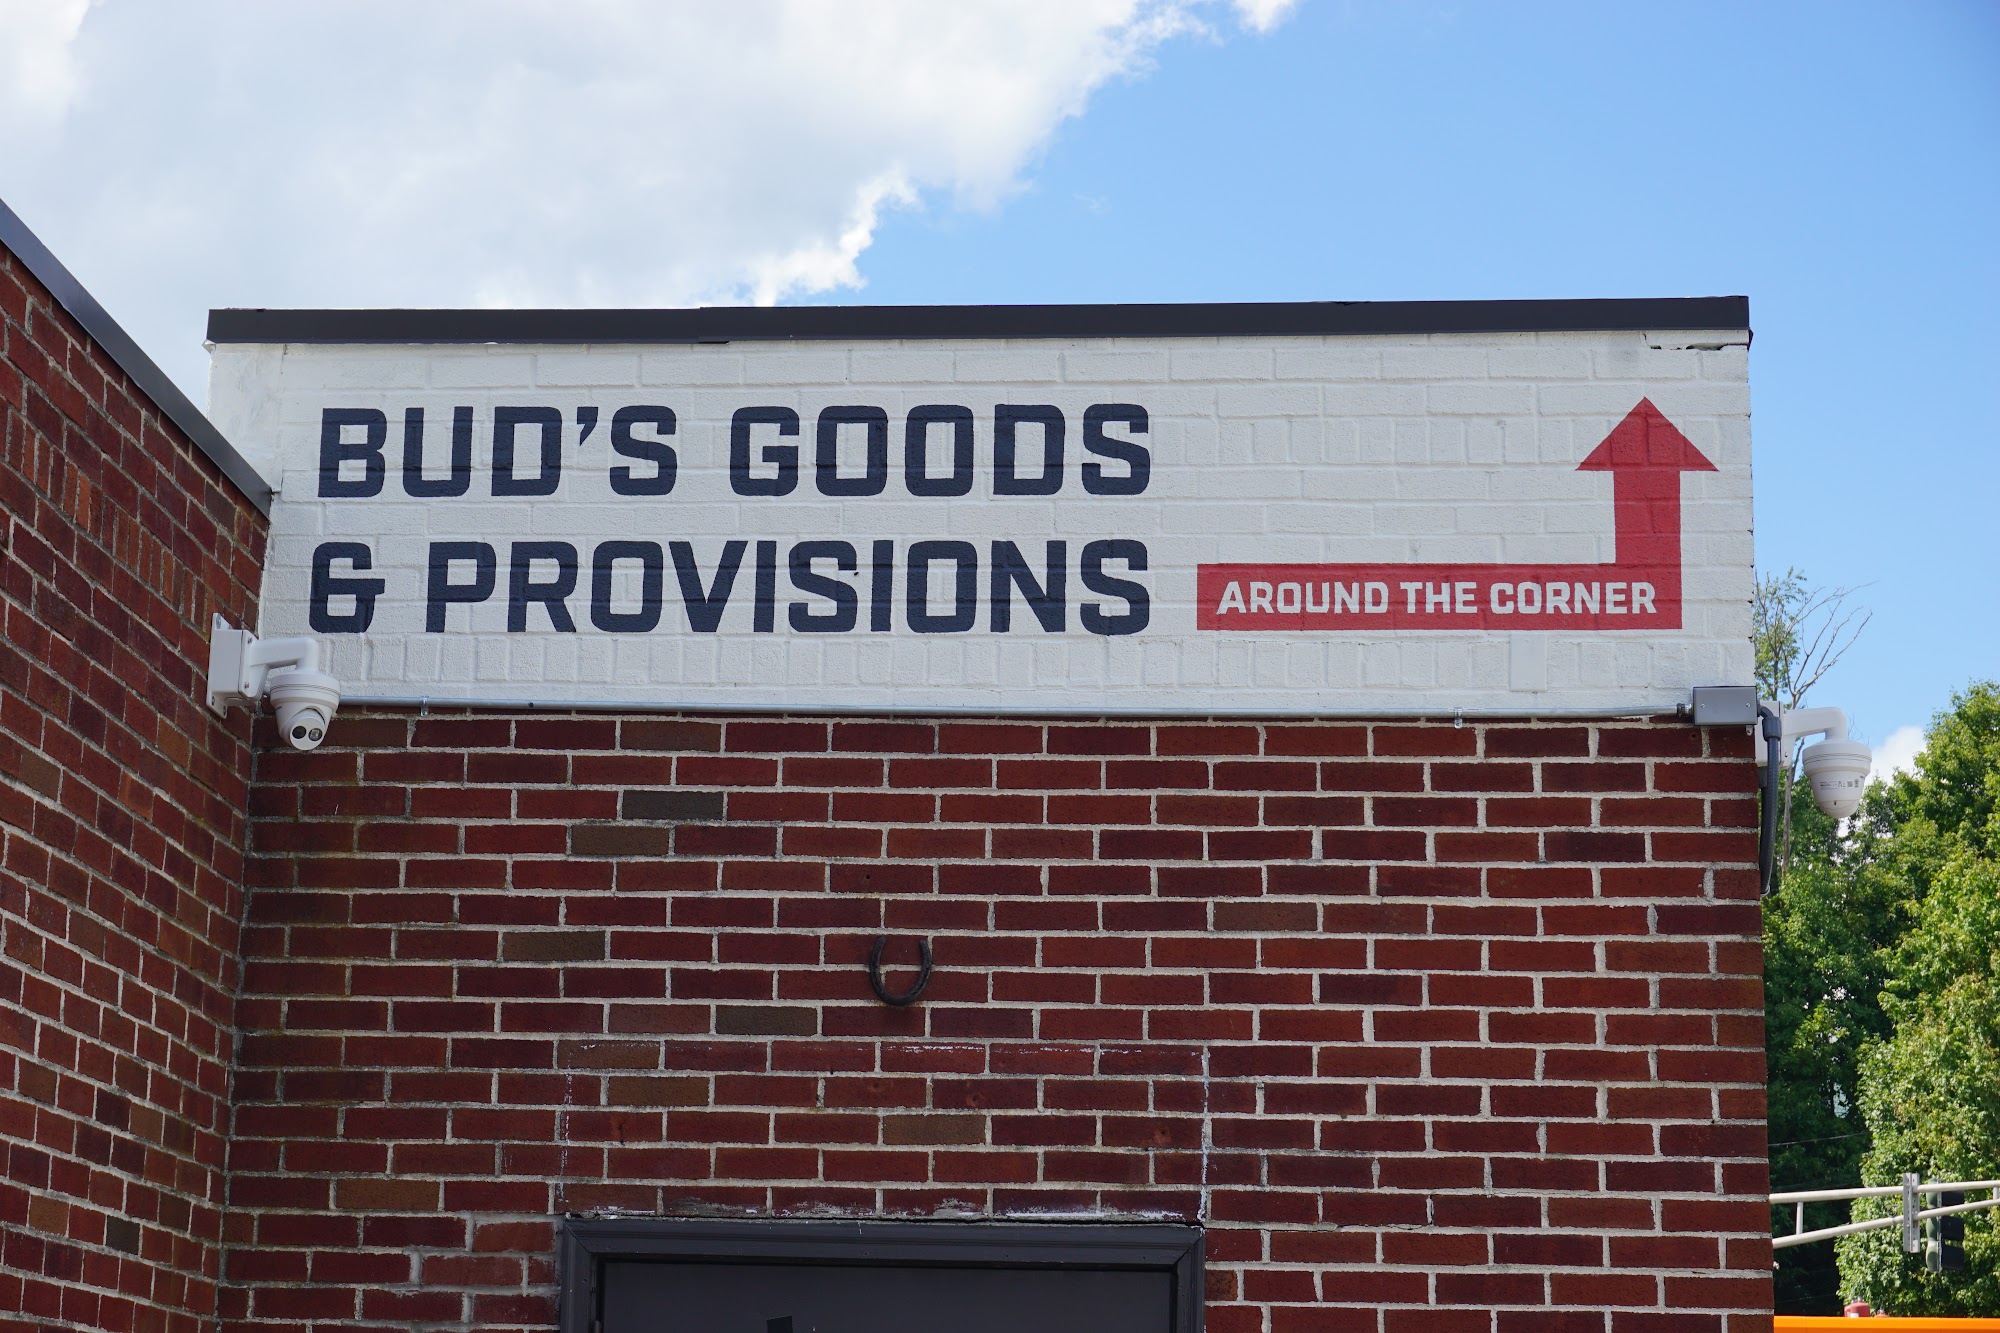 BUD'S GOODS
& PROVISIONS
AROUND THE CORNER